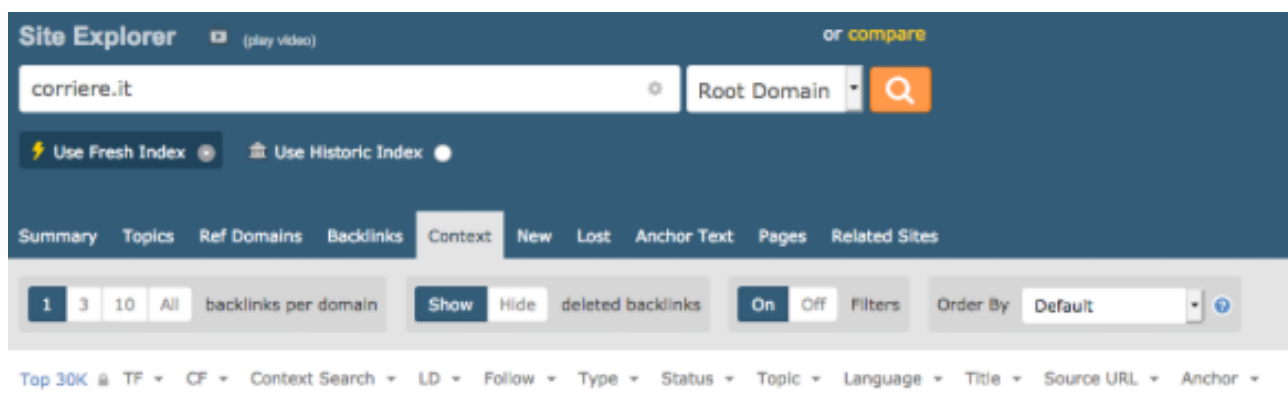 Site Explorer (play video) or compare
corriere.it Root Domain
Use Fresh Index Use Historic Index
Summary Topics Ref Domains Backlinks Context New Lost Anchor Text Pages Related Sites
1 3 10 All backlinks per domain Show Hide deleted backlinks On Off Filters Order By Default ?
Top 30K TF CF Context Search LD Follow Type Status Topic Language Title Source URL Anchor